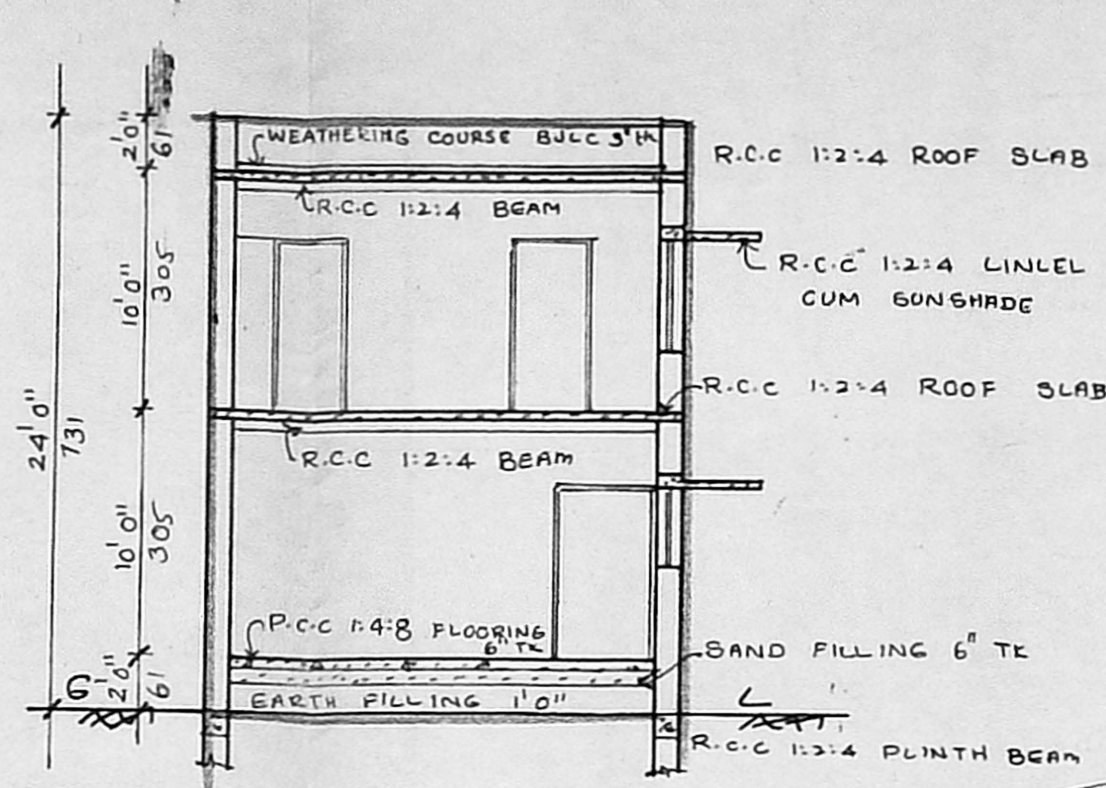 WEATHERING COURSE BJLC 3" th
R.C.C 1:2:4 ROOF SLAB
R.C.C 1:2:4 BEAM
R.C.C 1:2:4 LINLEL
CUM SUNSHADE
R.C.C 1:2:4 ROOF SLAB
R.C.C 1:2:4 BEAM
P.C.C 1:4:8 FLOORING
6" TK
SAND FILLING 6" TK
EARTH FILLING 1'0"
G
L
R.C.C 1:2:4 PLINTH BEAM
24'0"
731
2'0"
61
10'0"
305
10'0"
305
2'0"
61